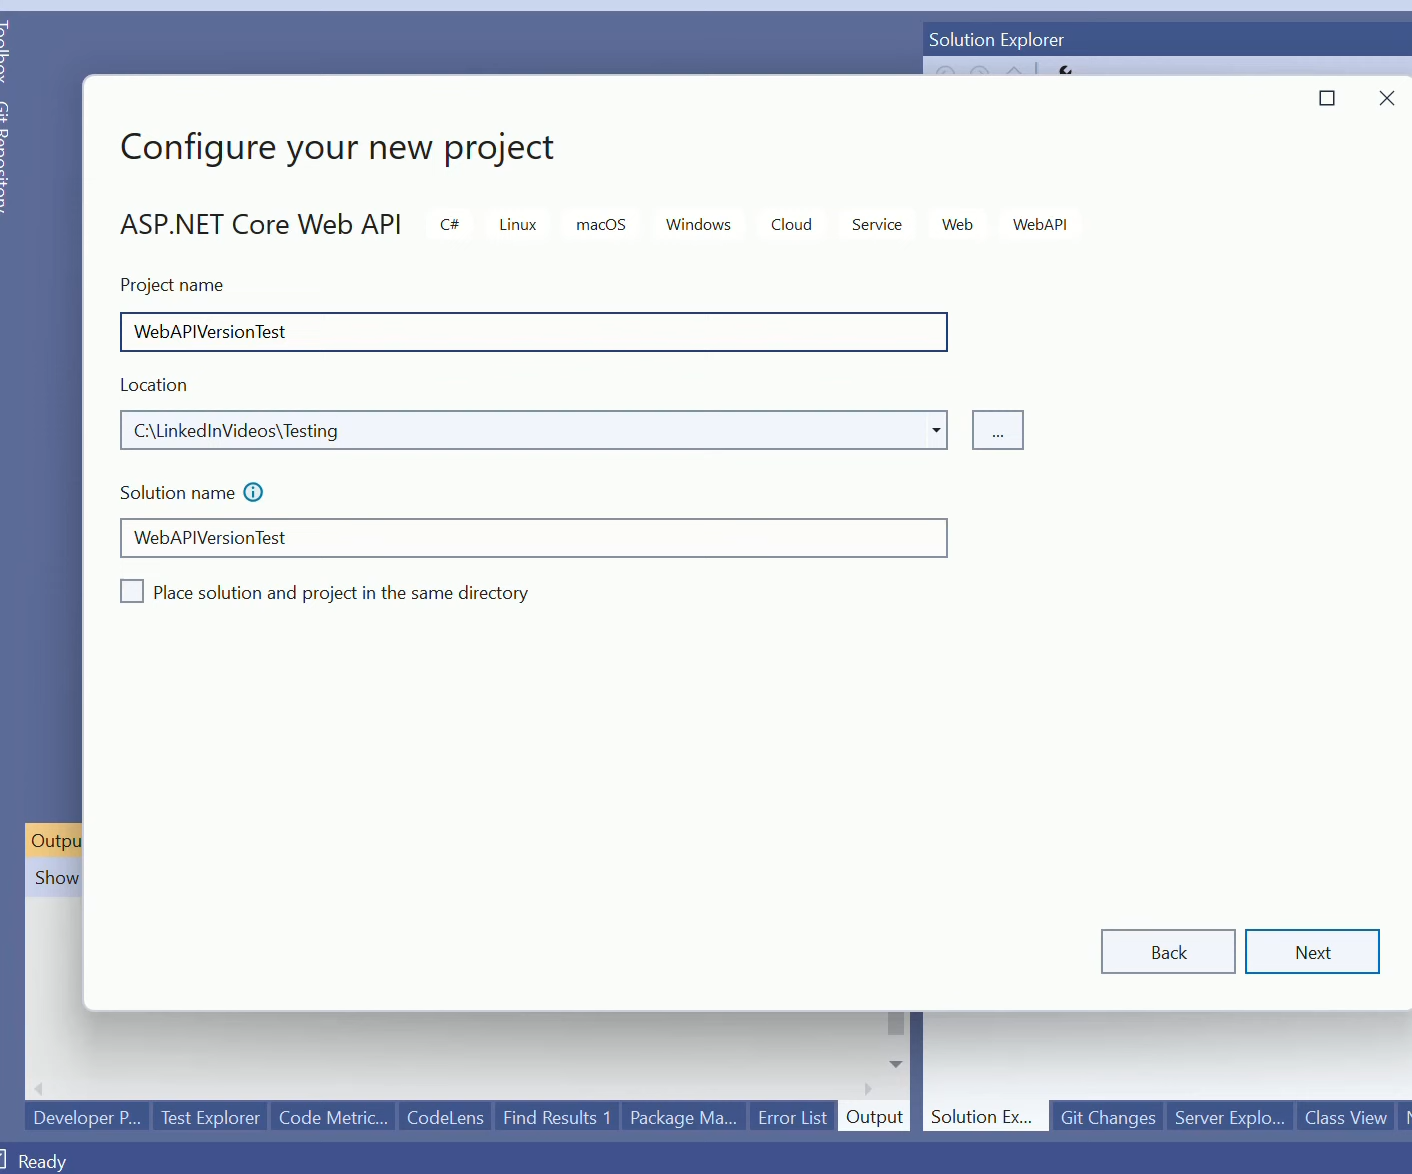 Toolbox
Git Repository
Solution Explorer
Configure your new project
ASP.NET Core Web API C# Linux macOS Windows Cloud Service Web WebAPI
Project name
WebAPIVersionTest
Location
C:\LinkedInVideos\Testing
...
Solution name
WebAPIVersionTest
Place solution and project in the same directory
Outpu
Show
Back Next
Developer P... Test Explorer Code Metric... CodeLens Find Results 1 Package Ma... Error List Output Solution Ex... Git Changes Server Explo... Class View
Ready